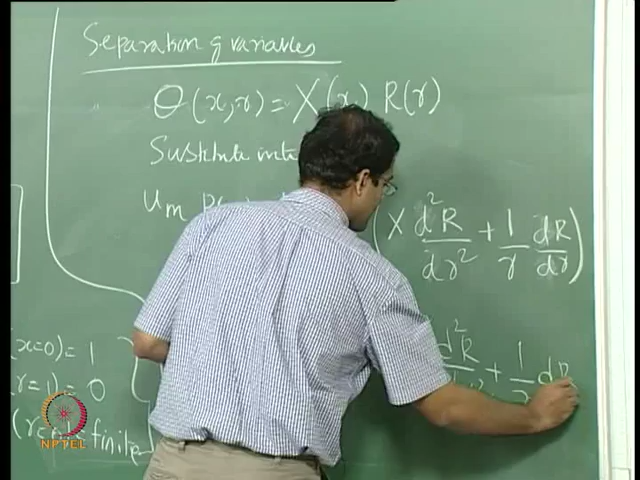 Separation of variables
θ(x,r) = X(x) R(r)
Sustitute into
u_m R(
(X d²R/dr² + 1/r dR/dr)
(x=0) = 1
d²R + 1/r dR
r=1) = 0
(r=0) = finite
NPTEL